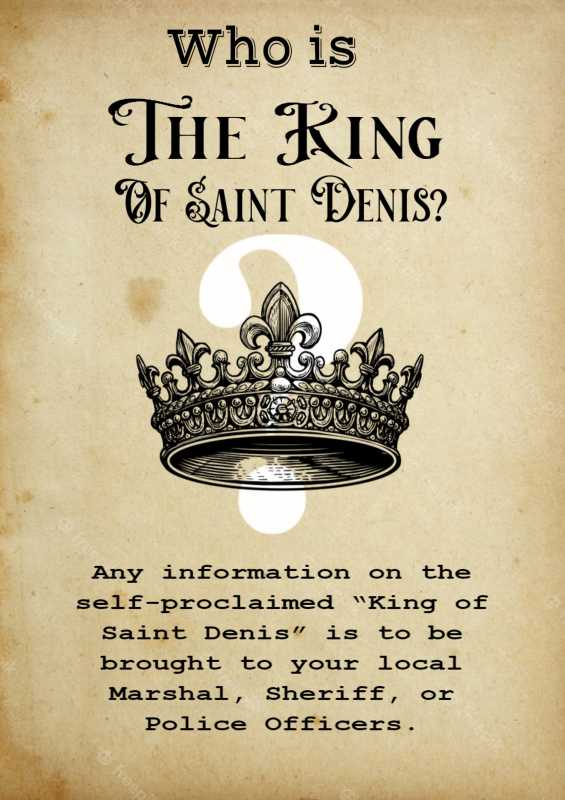 Who is
The King
Of Saint Denis?
Any information on the
self-proclaimed “King of
Saint Denis” is to be
brought to your local
Marshal, Sheriff, or
Police Officers.